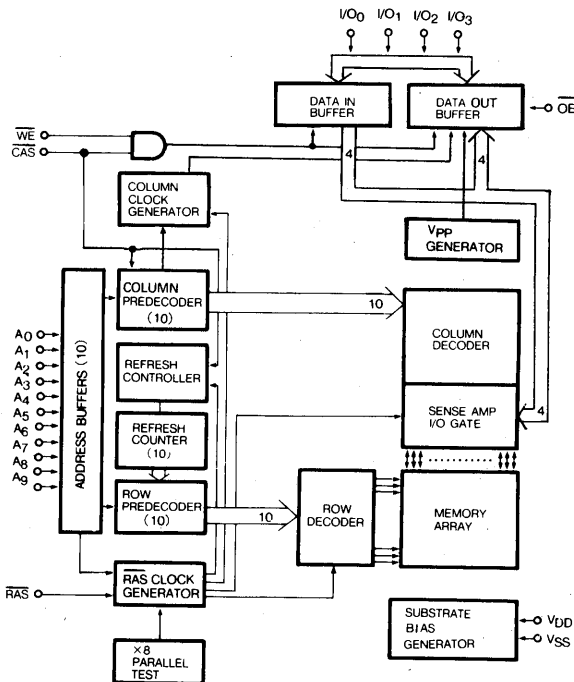 I/O0 I/O1 I/O2 I/O3
DATA IN
BUFFER
DATA OUT
BUFFER
OE
WE
CAS
4
4
COLUMN
CLOCK
GENERATOR
VPP
GENERATOR
COLUMN
PREDECODER
(10)
10
COLUMN
DECODER
A0
A1
A2
A3
A4
A5
A6
A7
A8
A9
ADDRESS BUFFERS (10)
REFRESH
CONTROLLER
SENSE AMP
I/O GATE
4
REFRESH
COUNTER
(10)
ROW
PREDECODER
(10)
10
ROW
DECODER
MEMORY
ARRAY
RAS
RAS CLOCK
GENERATOR
×8
PARALLEL
TEST
SUBSTRATE
BIAS
GENERATOR
VDD
VSS